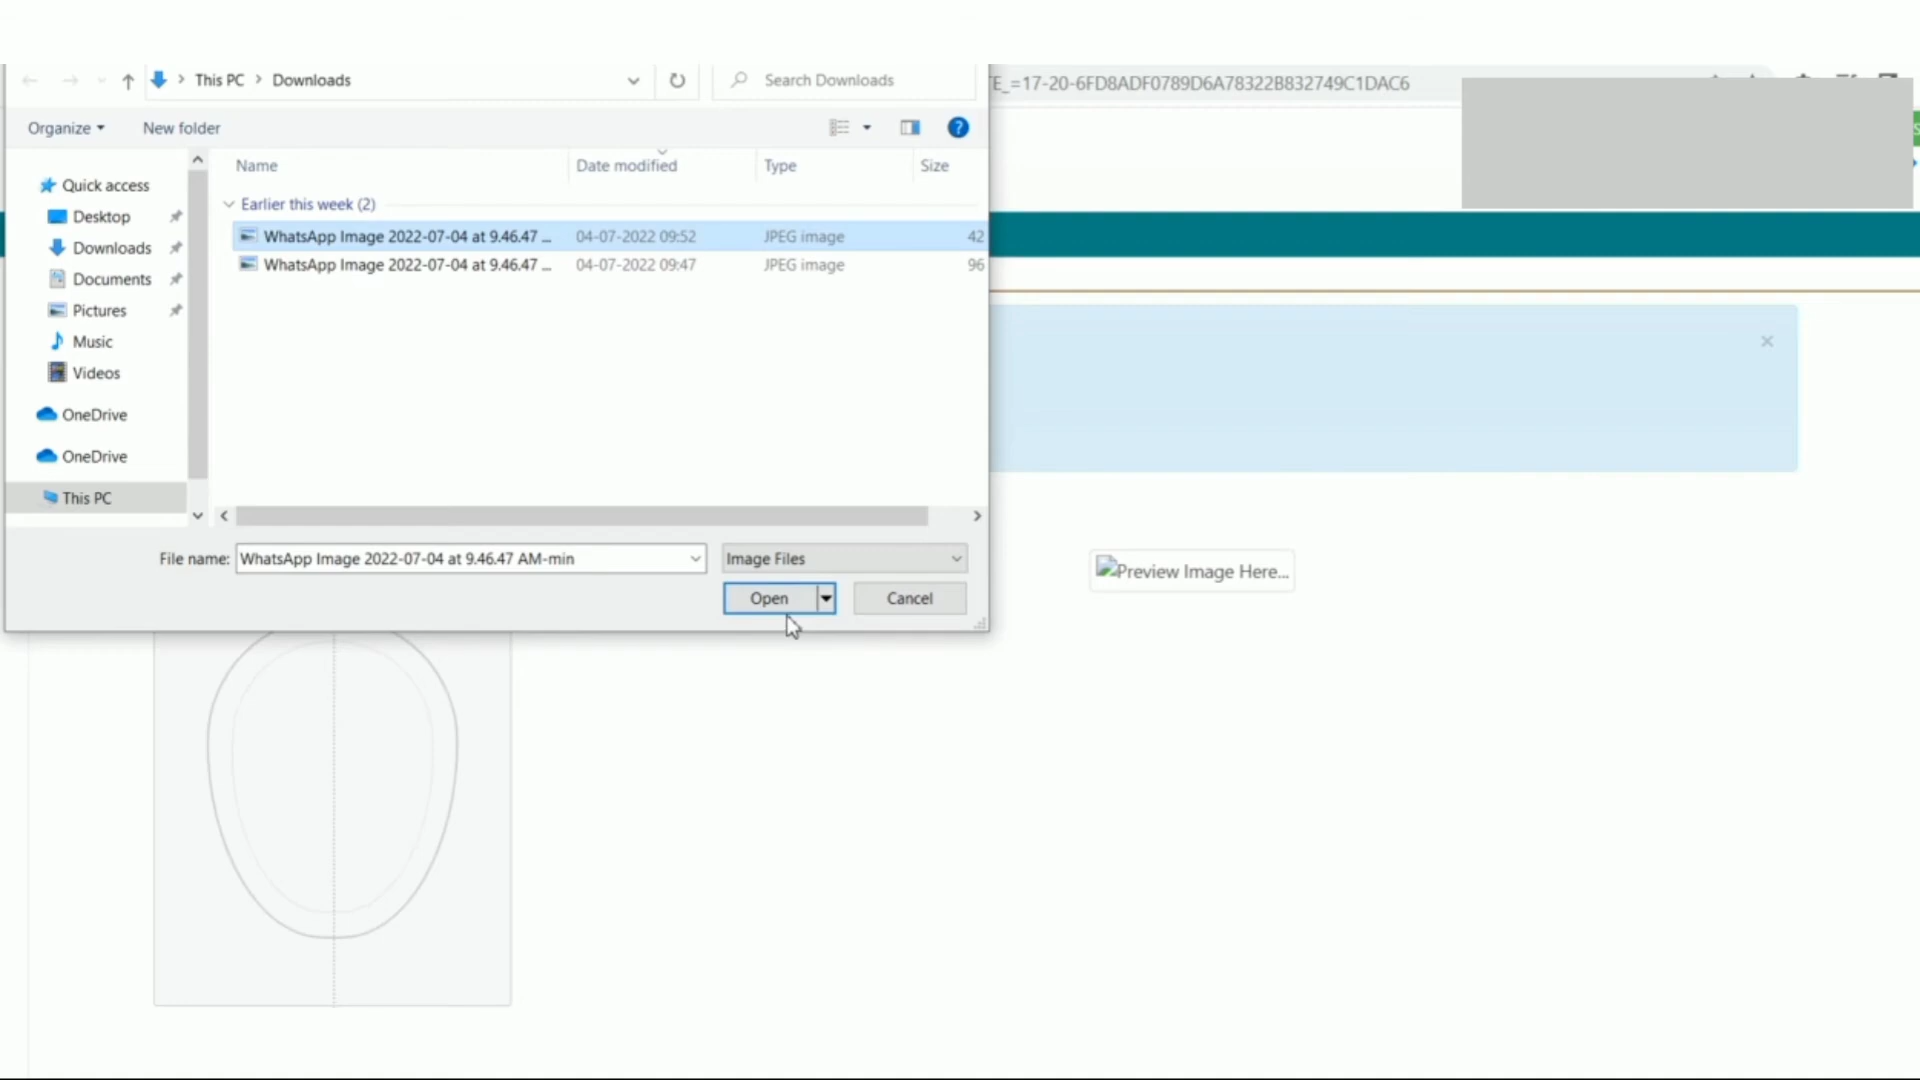 This PC > Downloads
Search Downloads
E_=17-20-6FD8ADF0789D6A78322B832749C1DAC6
Organize
New folder
?
Name
Date modified
Type
Size
Quick access
Earlier this week (2)
Desktop
WhatsApp Image 2022-07-04 at 9.46.47 ...
04-07-2022 09:52
JPEG image
42
Downloads
WhatsApp Image 2022-07-04 at 9.46.47 ...
04-07-2022 09:47
JPEG image
96
Documents
Pictures
Music
Videos
OneDrive
OneDrive
This PC
File name:
WhatsApp Image 2022-07-04 at 9.46.47 AM-min
Image Files
Open
Cancel
Preview Image Here...